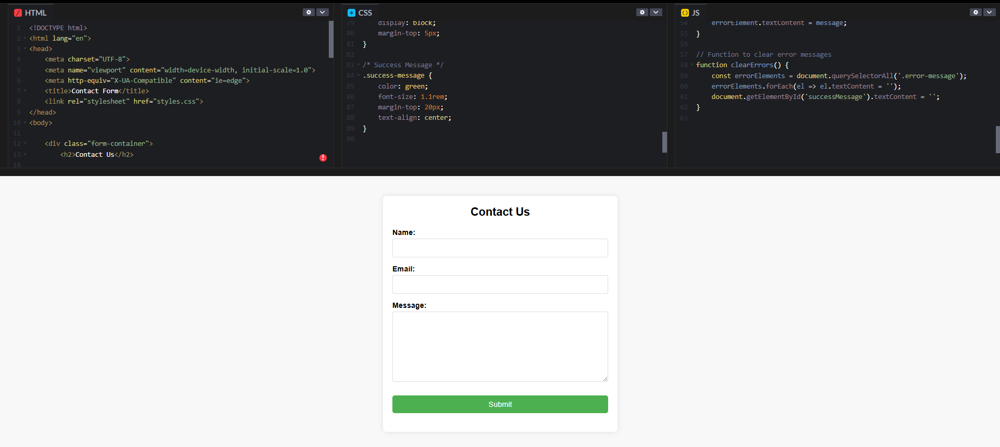 HTML
1 <!DOCTYPE html>
2 <html lang="en">
3 <head>
4 <meta charset="UTF-8">
5 <meta name="viewport" content="width=device-width, initial-scale=1.0">
6 <meta http-equiv="X-UA-Compatible" content="ie=edge">
7 <title>Contact Form</title>
8 <link rel="stylesheet" href="styles.css">
9 </head>
10 <body>
11
12 <div class="form-container">
13 <h2>Contact Us</h2>
14
CSS
79 display: block;
80 margin-top: 5px;
81 }
82
83 /* Success Message */
84 .success-message {
85 color: green;
86 font-size: 1.1rem;
87 margin-top: 20px;
88 text-align: center;
89 }
90
JS
54 errorElement.textContent = message;
55 }
56
57 // Function to clear error messages
58 function clearErrors() {
59 const errorElements = document.querySelectorAll('.error-message');
60 errorElements.forEach(el => el.textContent = '');
61 document.getElementById('successMessage').textContent = '';
62 }
63
Contact Us
Name:
Email:
Message:
Submit